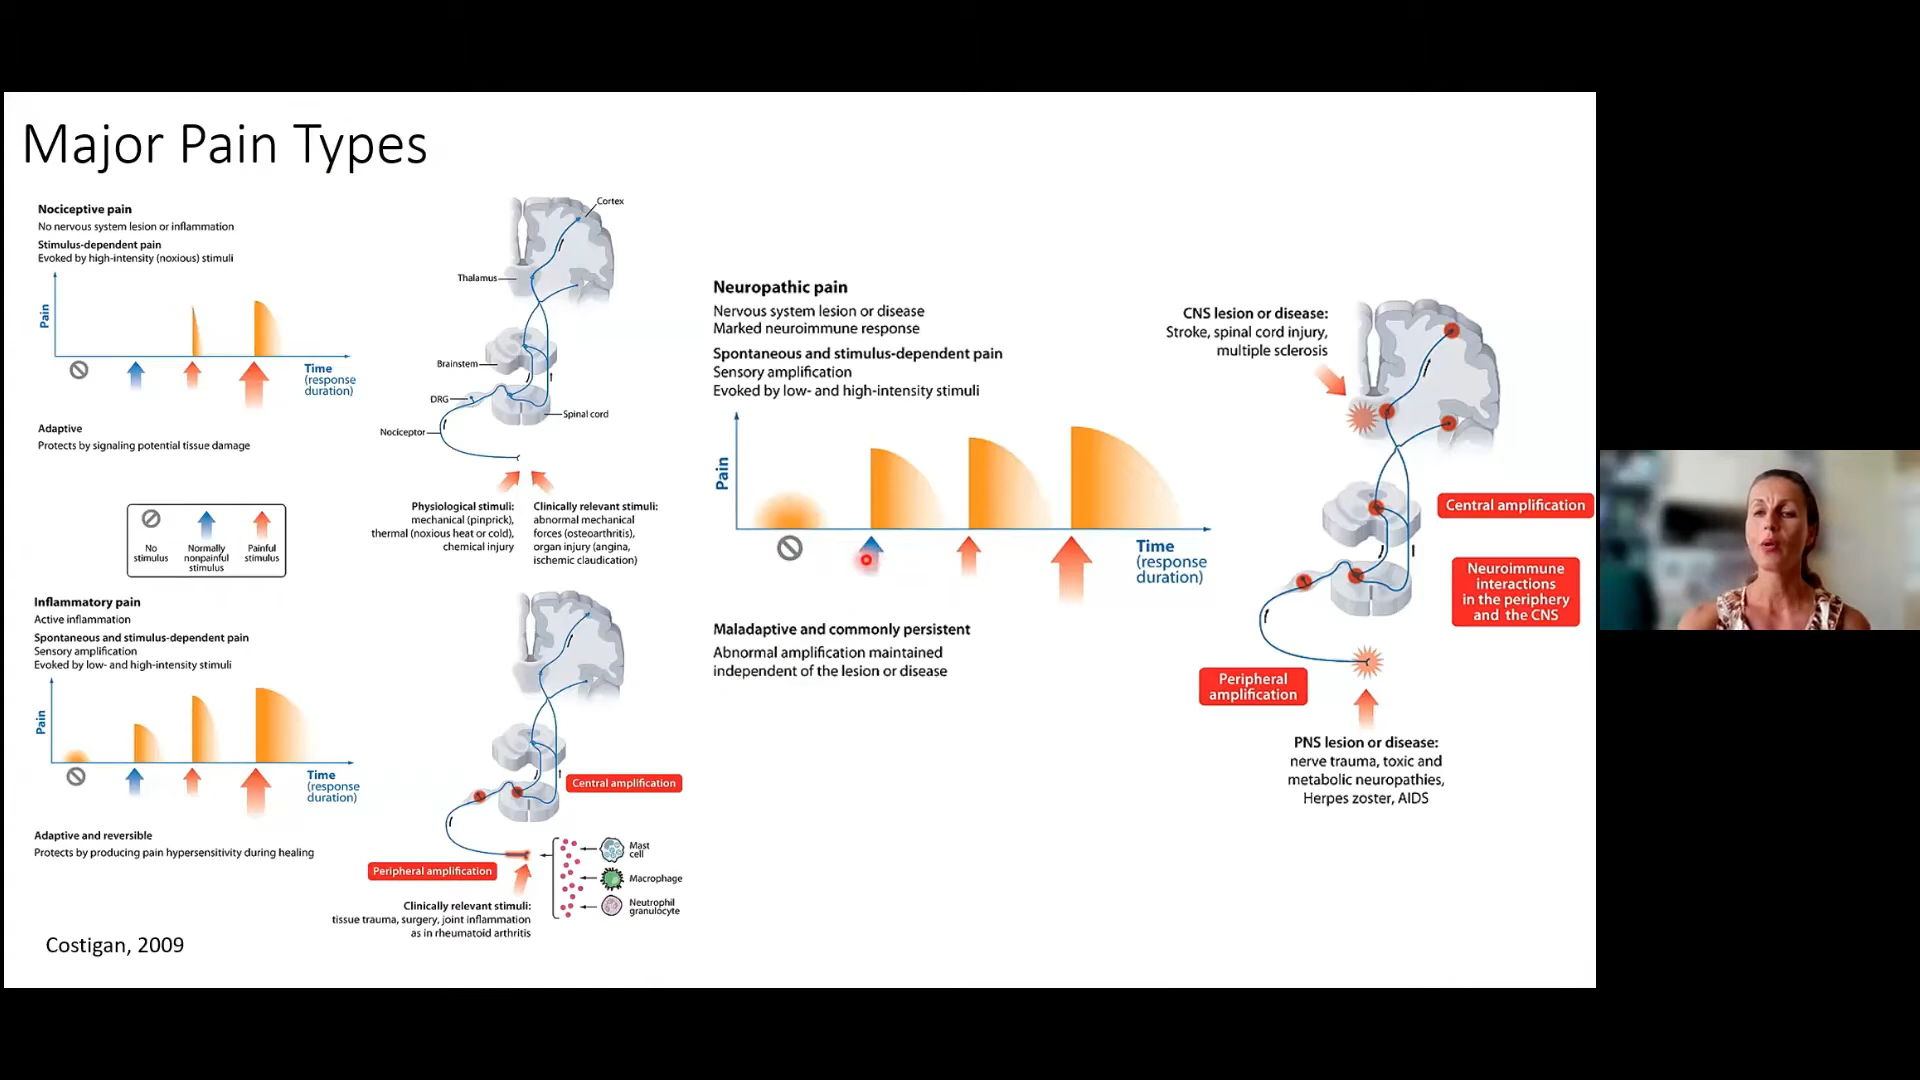 Major Pain Types
Nociceptive pain
No nervous system lesion or inflammation
Stimulus-dependent pain
Evoked by high-intensity (noxious) stimuli
Pain
Time
(response
duration)
Adaptive
Protects by signaling potential tissue damage
Cortex
Thalamus
Brainstem
DRG
Spinal cord
Nociceptor
Physiological stimuli:
mechanical (pinprick),
thermal (noxious heat or cold),
chemical injury
Clinically relevant stimuli:
abnormal mechanical
forces (osteoarthritis),
organ injury (angina,
ischemic claudication)
No
stimulus
Normally
nonpainful
stimulus
Painful
stimulus
Inflammatory pain
Active inflammation
Spontaneous and stimulus-dependent pain
Sensory amplification
Evoked by low- and high-intensity stimuli
Pain
Time
(response
duration)
Adaptive and reversible
Protects by producing pain hypersensitivity during healing
Central amplification
Peripheral amplification
Mast
cell
Macrophage
Neutrophil
granulocyte
Clinically relevant stimuli:
tissue trauma, surgery, joint inflammation
as in rheumatoid arthritis
Costigan, 2009
Neuropathic pain
Nervous system lesion or disease
Marked neuroimmune response
Spontaneous and stimulus-dependent pain
Sensory amplification
Evoked by low- and high-intensity stimuli
Pain
Time
(response
duration)
Maladaptive and commonly persistent
Abnormal amplification maintained
independent of the lesion or disease
CNS lesion or disease:
Stroke, spinal cord injury,
multiple sclerosis
Central amplification
Neuroimmune
interactions
in the periphery
and the CNS
Peripheral
amplification
PNS lesion or disease:
nerve trauma, toxic and
metabolic neuropathies,
Herpes zoster, AIDS